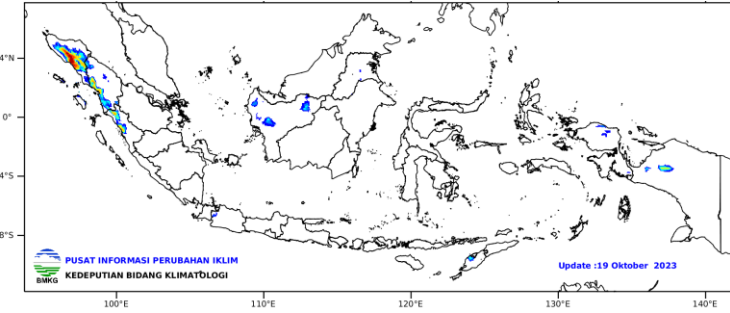 4°N
0°
4°S
8°S
PUSAT INFORMASI PERUBAHAN IKLIM
KEDEPUTIAN BIDANG KLIMATOLOGI
BMKG
Update :19 Oktober 2023
100°E
110°E
120°E
130°E
140°E